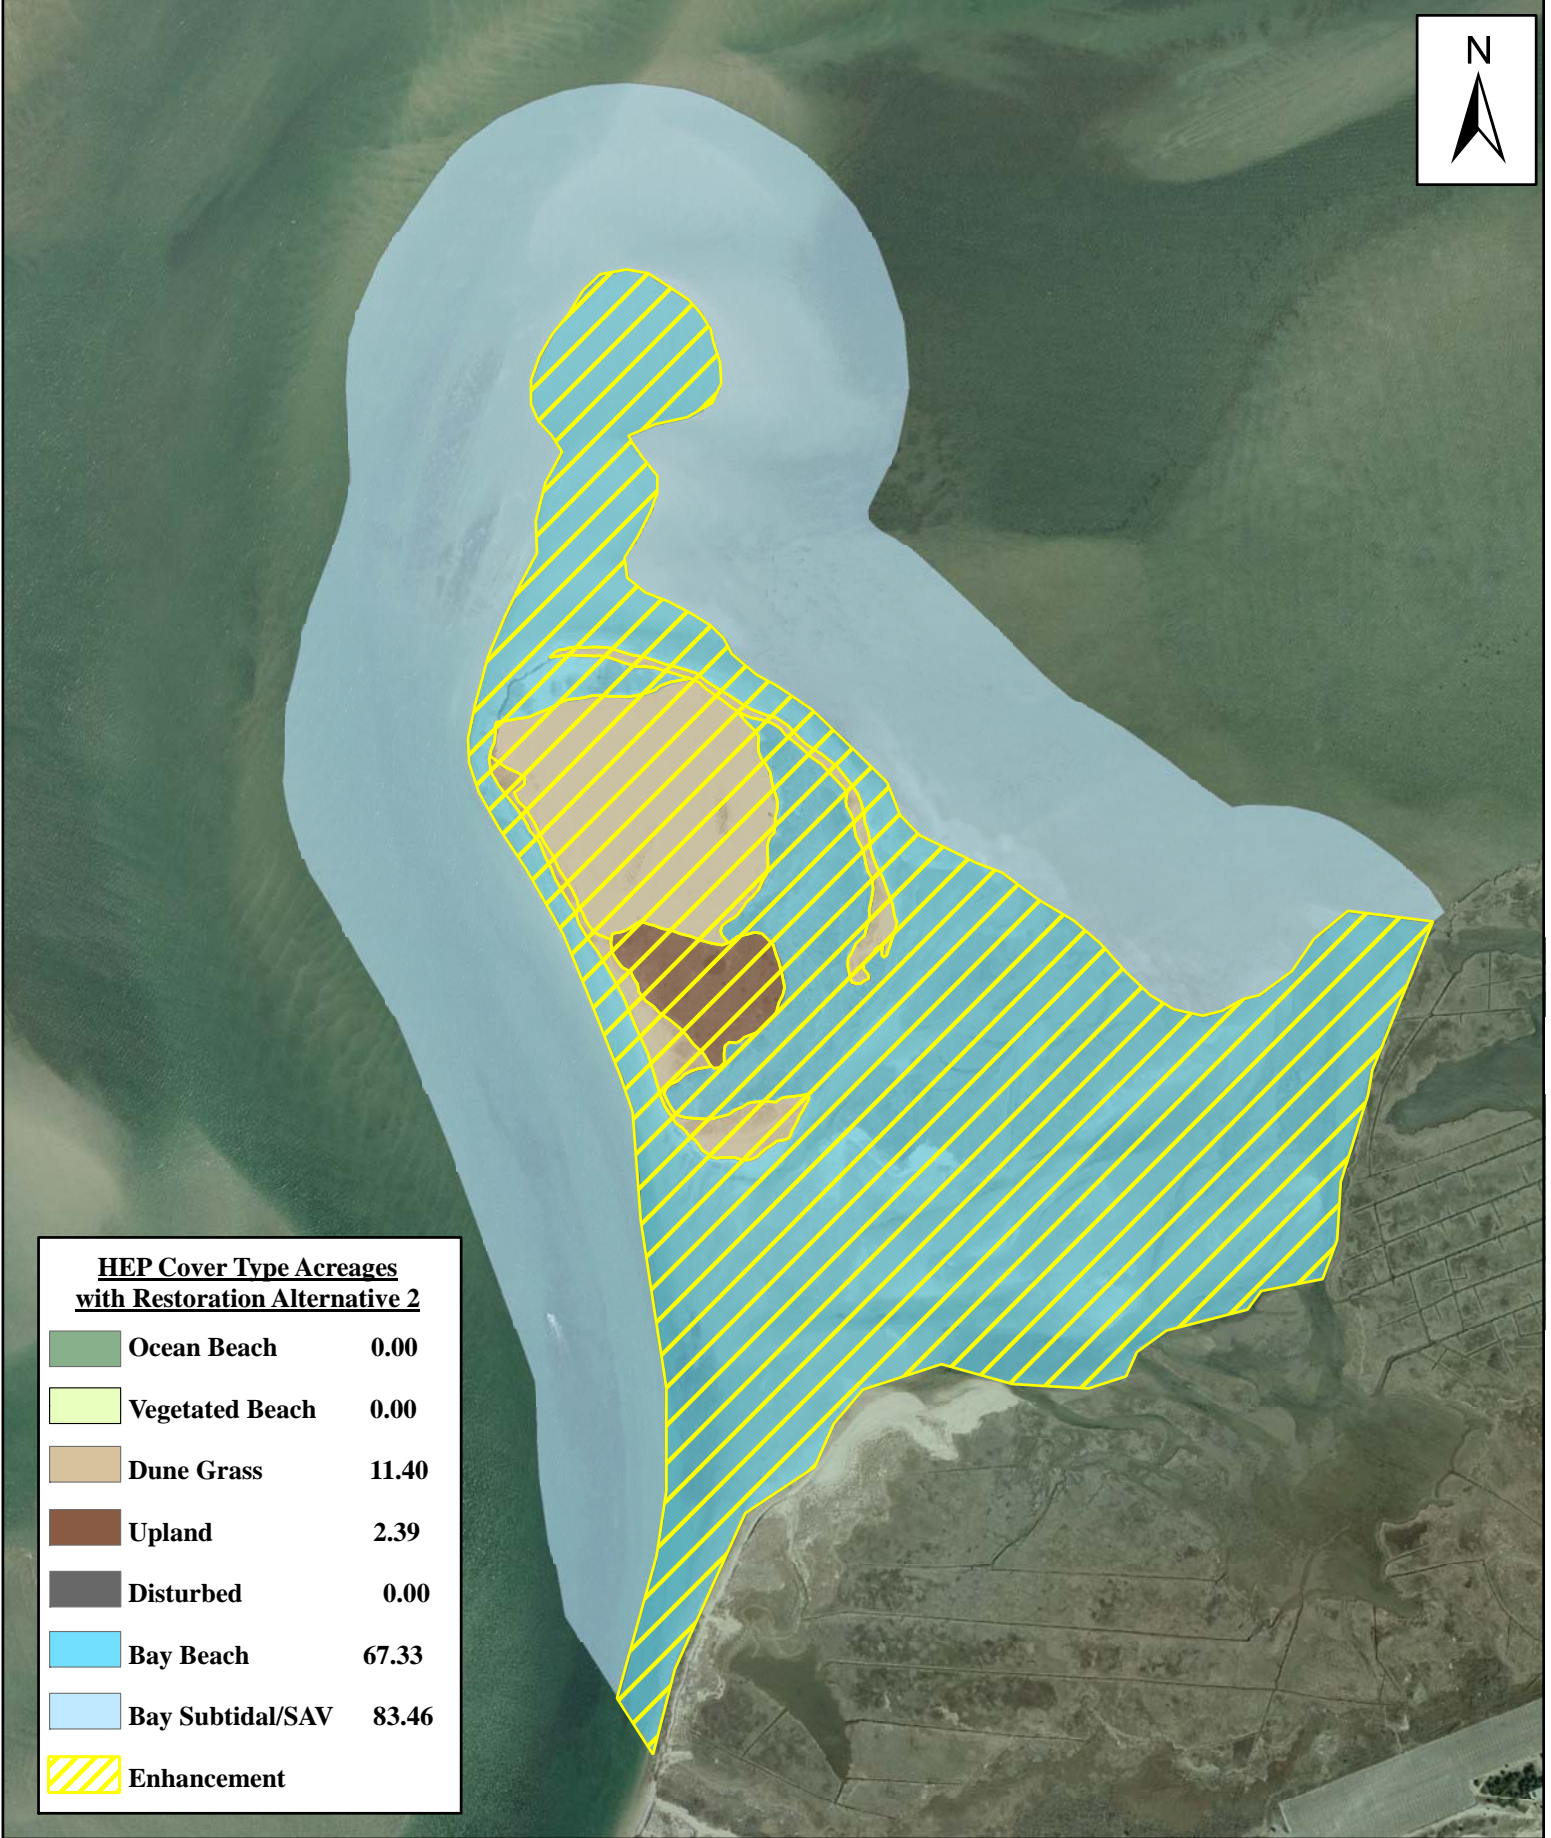 N
HEP Cover Type Acreages
with Restoration Alternative 2
Ocean Beach 0.00
Vegetated Beach 0.00
Dune Grass 11.40
Upland 2.39
Disturbed 0.00
Bay Beach 67.33
Bay Subtidal/SAV 83.46
Enhancement